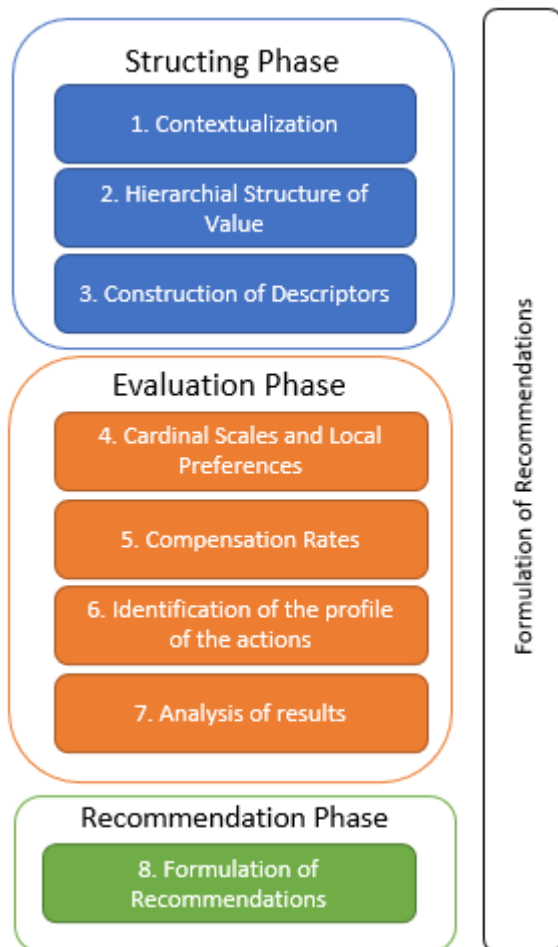 Structing Phase
1. Contextualization
2. Hierarchial Structure of
Value
3. Construction of Descriptors
Evaluation Phase
4. Cardinal Scales and Local
Preferences
5. Compensation Rates
6. Identification of the profile
of the actions
7. Analysis of results
Recommendation Phase
8. Formulation of
Recommendations
Formulation of Recommendations